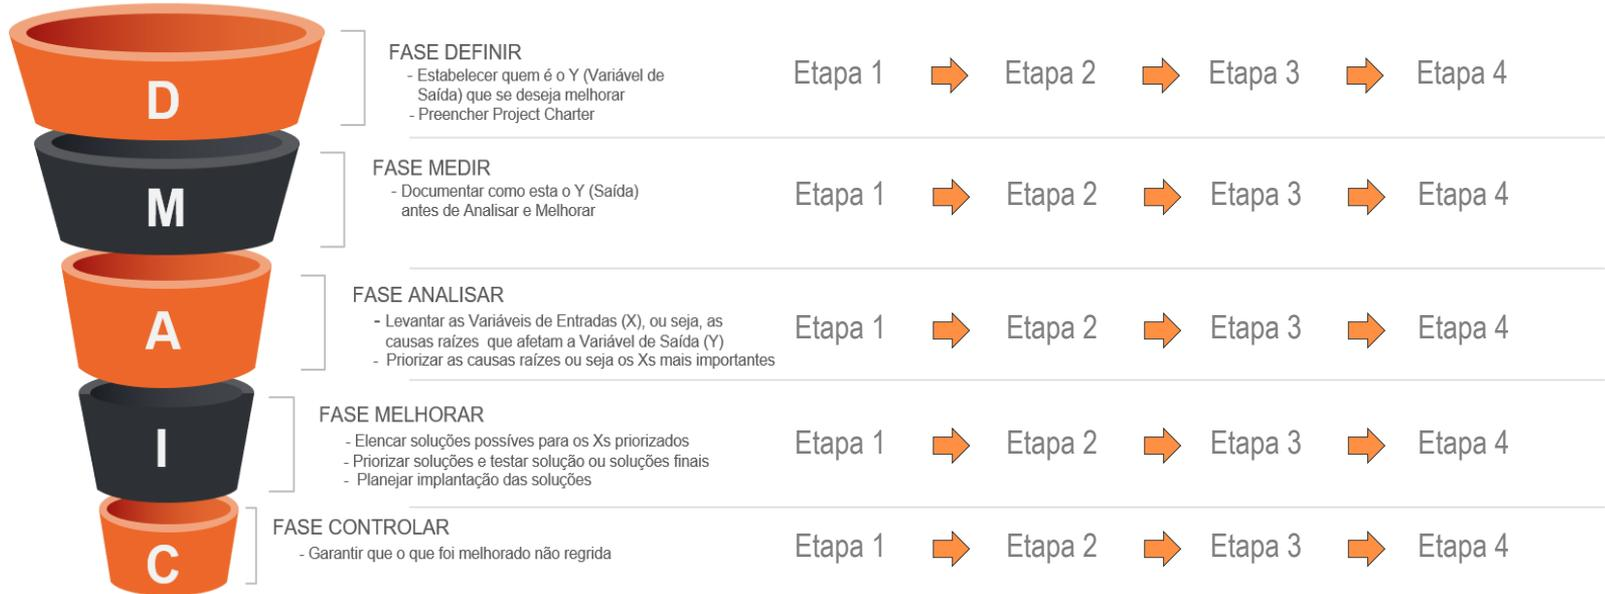 D
FASE DEFINIR
- Estabelecer quem é o Y (Variável de
Saída) que se deseja melhorar
- Preencher Project Charter
Etapa 1 Etapa 2 Etapa 3 Etapa 4
M
FASE MEDIR
- Documentar como esta o Y (Saída)
antes de Analisar e Melhorar
Etapa 1 Etapa 2 Etapa 3 Etapa 4
A
FASE ANALISAR
- Levantar as Variáveis de Entradas (X), ou seja, as
causas raízes que afetam a Variável de Saída (Y)
- Priorizar as causas raízes ou seja os Xs mais importantes
Etapa 1 Etapa 2 Etapa 3 Etapa 4
I
FASE MELHORAR
- Elencar soluções possíves para os Xs priorizados
- Priorizar soluções e testar solução ou soluções finais
- Planejar implantação das soluções
Etapa 1 Etapa 2 Etapa 3 Etapa 4
C
FASE CONTROLAR
- Garantir que o que foi melhorado não regrida
Etapa 1 Etapa 2 Etapa 3 Etapa 4